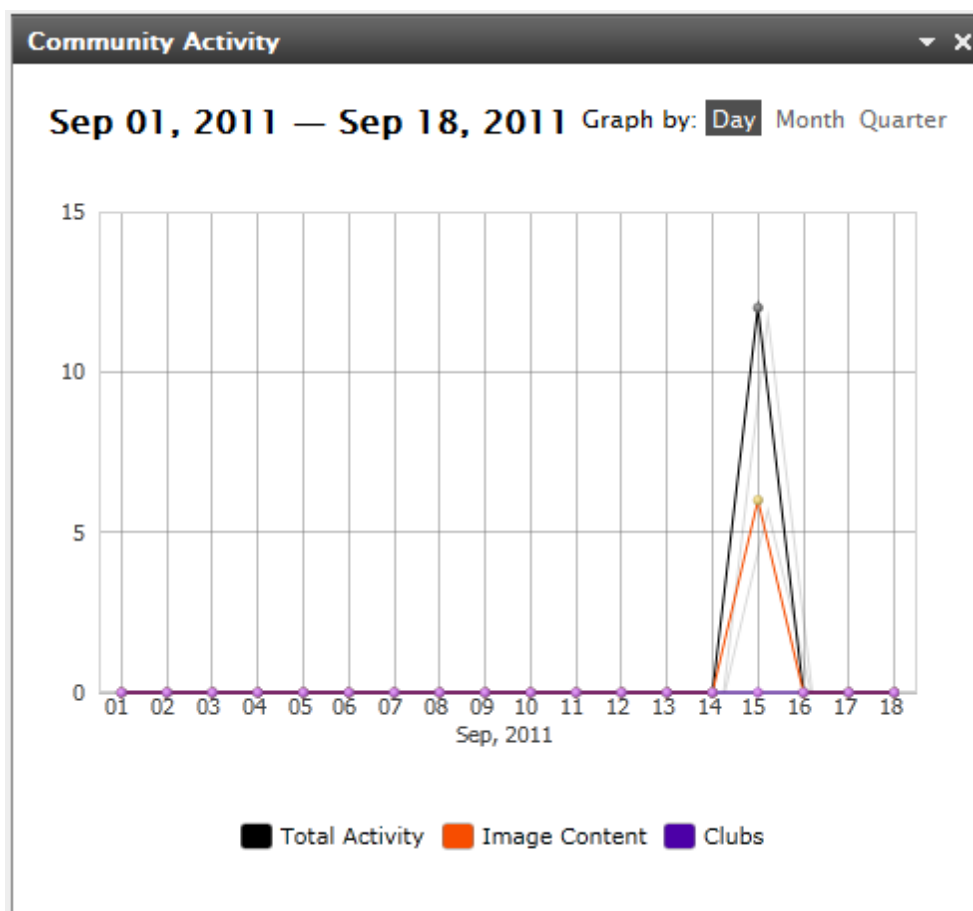 Community Activity
Sep 01, 2011 — Sep 18, 2011 Graph by: Day Month Quarter
15
10
5
0
01 02 03 04 05 06 07 08 09 10 11 12 13 14 15 16 17 18
Sep, 2011
Total Activity Image Content Clubs